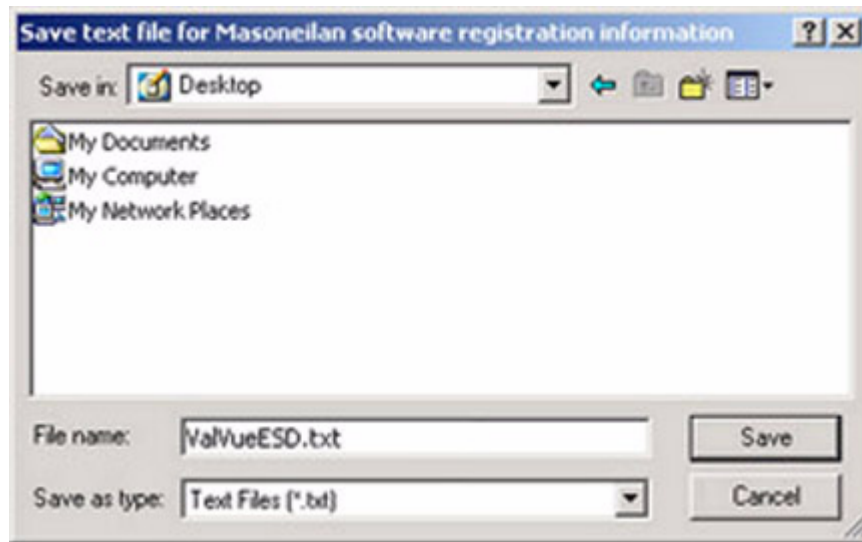 Save text file for Masoneilan software registration information
Save in: Desktop
My Documents
My Computer
My Network Places
File name: ValVueESD.txt Save
Save as type: Text Files (*.txt) Cancel